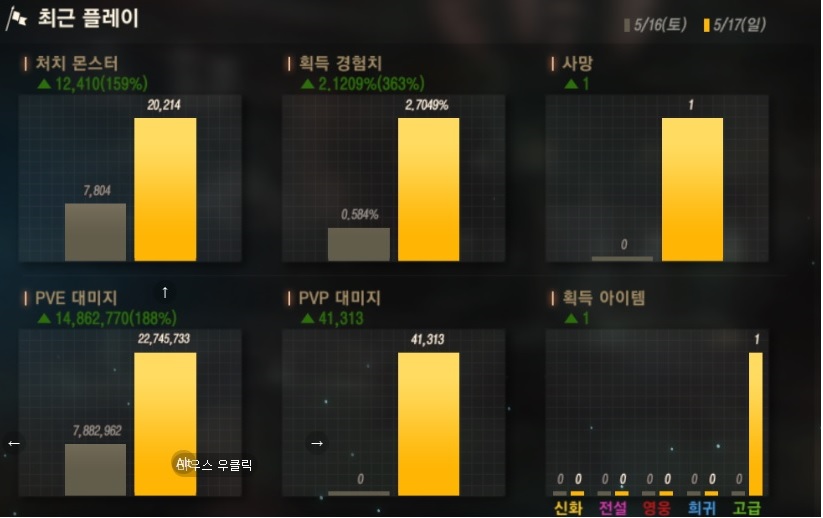 최근 플레이
5/16(토) 5/17(일)
처치 몬스터
▲ 12,410(159%)
7,804
20,214
획득 경험치
▲ 2.1209%(363%)
0.584%
2.7049%
사망
▲ 1
0
1
PVE 대미지
↑
▲ 14,862,770(188%)
7,882,962
22,745,733
←
Alt
우스 우클릭
PVP 대미지
▲ 41,313
0
41,313
→
획득 아이템
▲ 1
0 0 0 0 0 0 0 0 0 1
신화 전설 영웅 희귀 고급